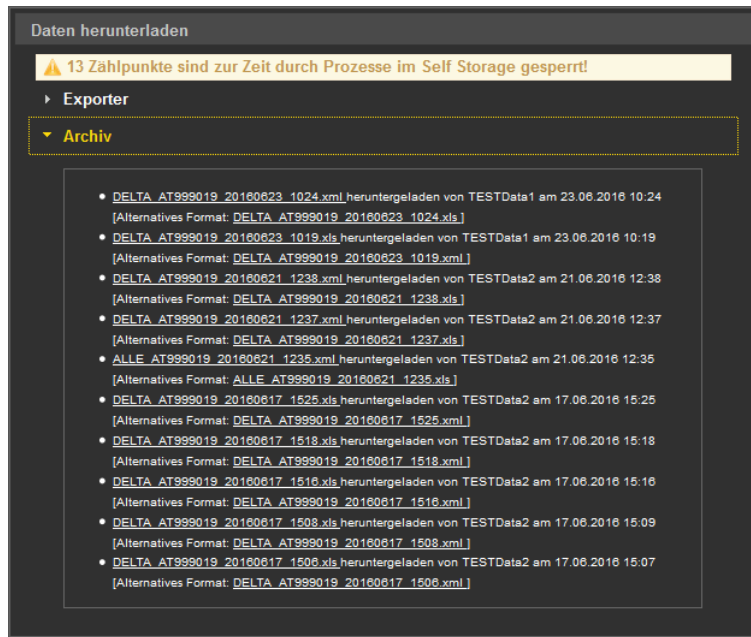 Daten herunterladen
13 Zählpunkte sind zur Zeit durch Prozesse im Self Storage gesperrt!
Exporter
Archiv
DELTA_AT999019_20160623_1024.xml heruntergeladen von TESTData1 am 23.06.2016 10:24
[Alternatives Format: DELTA_AT999019_20160623_1024.xls ]
DELTA_AT999019_20160623_1019.xls heruntergeladen von TESTData1 am 23.06.2016 10:19
[Alternatives Format: DELTA_AT999019_20160623_1019.xml ]
DELTA_AT999019_20160621_1238.xml heruntergeladen von TESTData2 am 21.06.2016 12:38
[Alternatives Format: DELTA_AT999019_20160621_1238.xls ]
DELTA_AT999019_20160621_1237.xml heruntergeladen von TESTData2 am 21.06.2016 12:37
[Alternatives Format: DELTA_AT999019_20160621_1237.xls ]
ALLE_AT999019_20160621_1235.xml heruntergeladen von TESTData2 am 21.06.2016 12:35
[Alternatives Format: ALLE_AT999019_20160621_1235.xls ]
DELTA_AT999019_20160617_1525.xls heruntergeladen von TESTData2 am 17.06.2016 15:25
[Alternatives Format: DELTA_AT999019_20160617_1525.xml ]
DELTA_AT999019_20160617_1518.xls heruntergeladen von TESTData2 am 17.06.2016 15:18
[Alternatives Format: DELTA_AT999019_20160617_1518.xml ]
DELTA_AT999019_20160617_1516.xls heruntergeladen von TESTData2 am 17.06.2016 15:16
[Alternatives Format: DELTA_AT999019_20160617_1516.xml ]
DELTA_AT999019_20160617_1508.xls heruntergeladen von TESTData2 am 17.06.2016 15:09
[Alternatives Format: DELTA_AT999019_20160617_1508.xml ]
DELTA_AT999019_20160617_1506.xls heruntergeladen von TESTData2 am 17.06.2016 15:07
[Alternatives Format: DELTA_AT999019_20160617_1506.xml ]